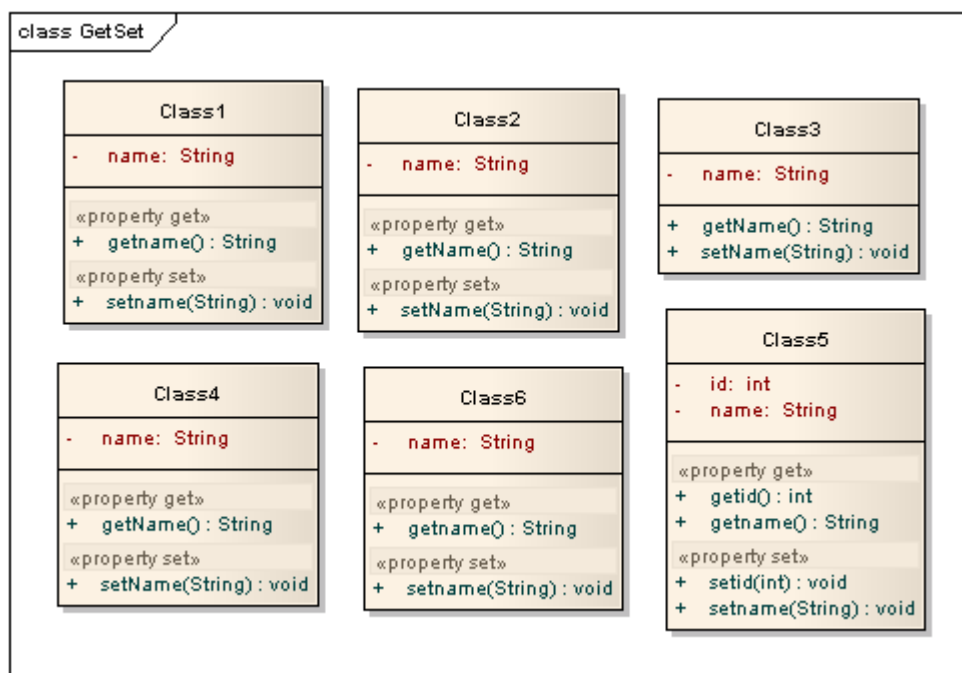 class GetSet
Class1
- name: String
«property get»
+ getname() : String
«property set»
+ setname(String) : void
Class2
- name: String
«property get»
+ getName() : String
«property set»
+ setName(String) : void
Class3
- name: String
+ getName() : String
+ setName(String) : void
Class4
- name: String
«property get»
+ getName() : String
«property set»
+ setName(String) : void
Class6
- name: String
«property get»
+ getname() : String
«property set»
+ setname(String) : void
Class5
- id: int
- name: String
«property get»
+ getid() : int
+ getname() : String
«property set»
+ setid(int) : void
+ setname(String) : void